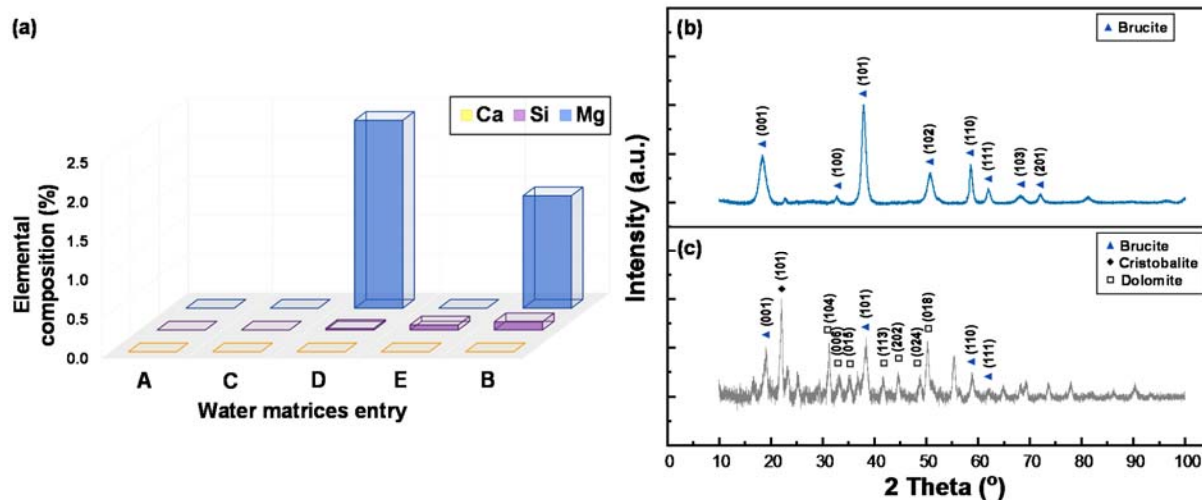 (a)
Ca Si Mg
2.5
2.0
1.5
1.0
0.5
0.0
Elemental
composition (%)
A C D E B
Water matrices entry
(b)
Brucite
(001)
(100)
(101)
(102)
(110)
(111)
(103)
(201)
Intensity (a.u.)
(c)
Brucite
Cristobalite
Dolomite
(001)
(101)
(104)
(006)
(015)
(101)
(113)
(202)
(024)
(018)
(110)
(111)
0 10 20 30 40 50 60 70 80 90 100
2 Theta (º)